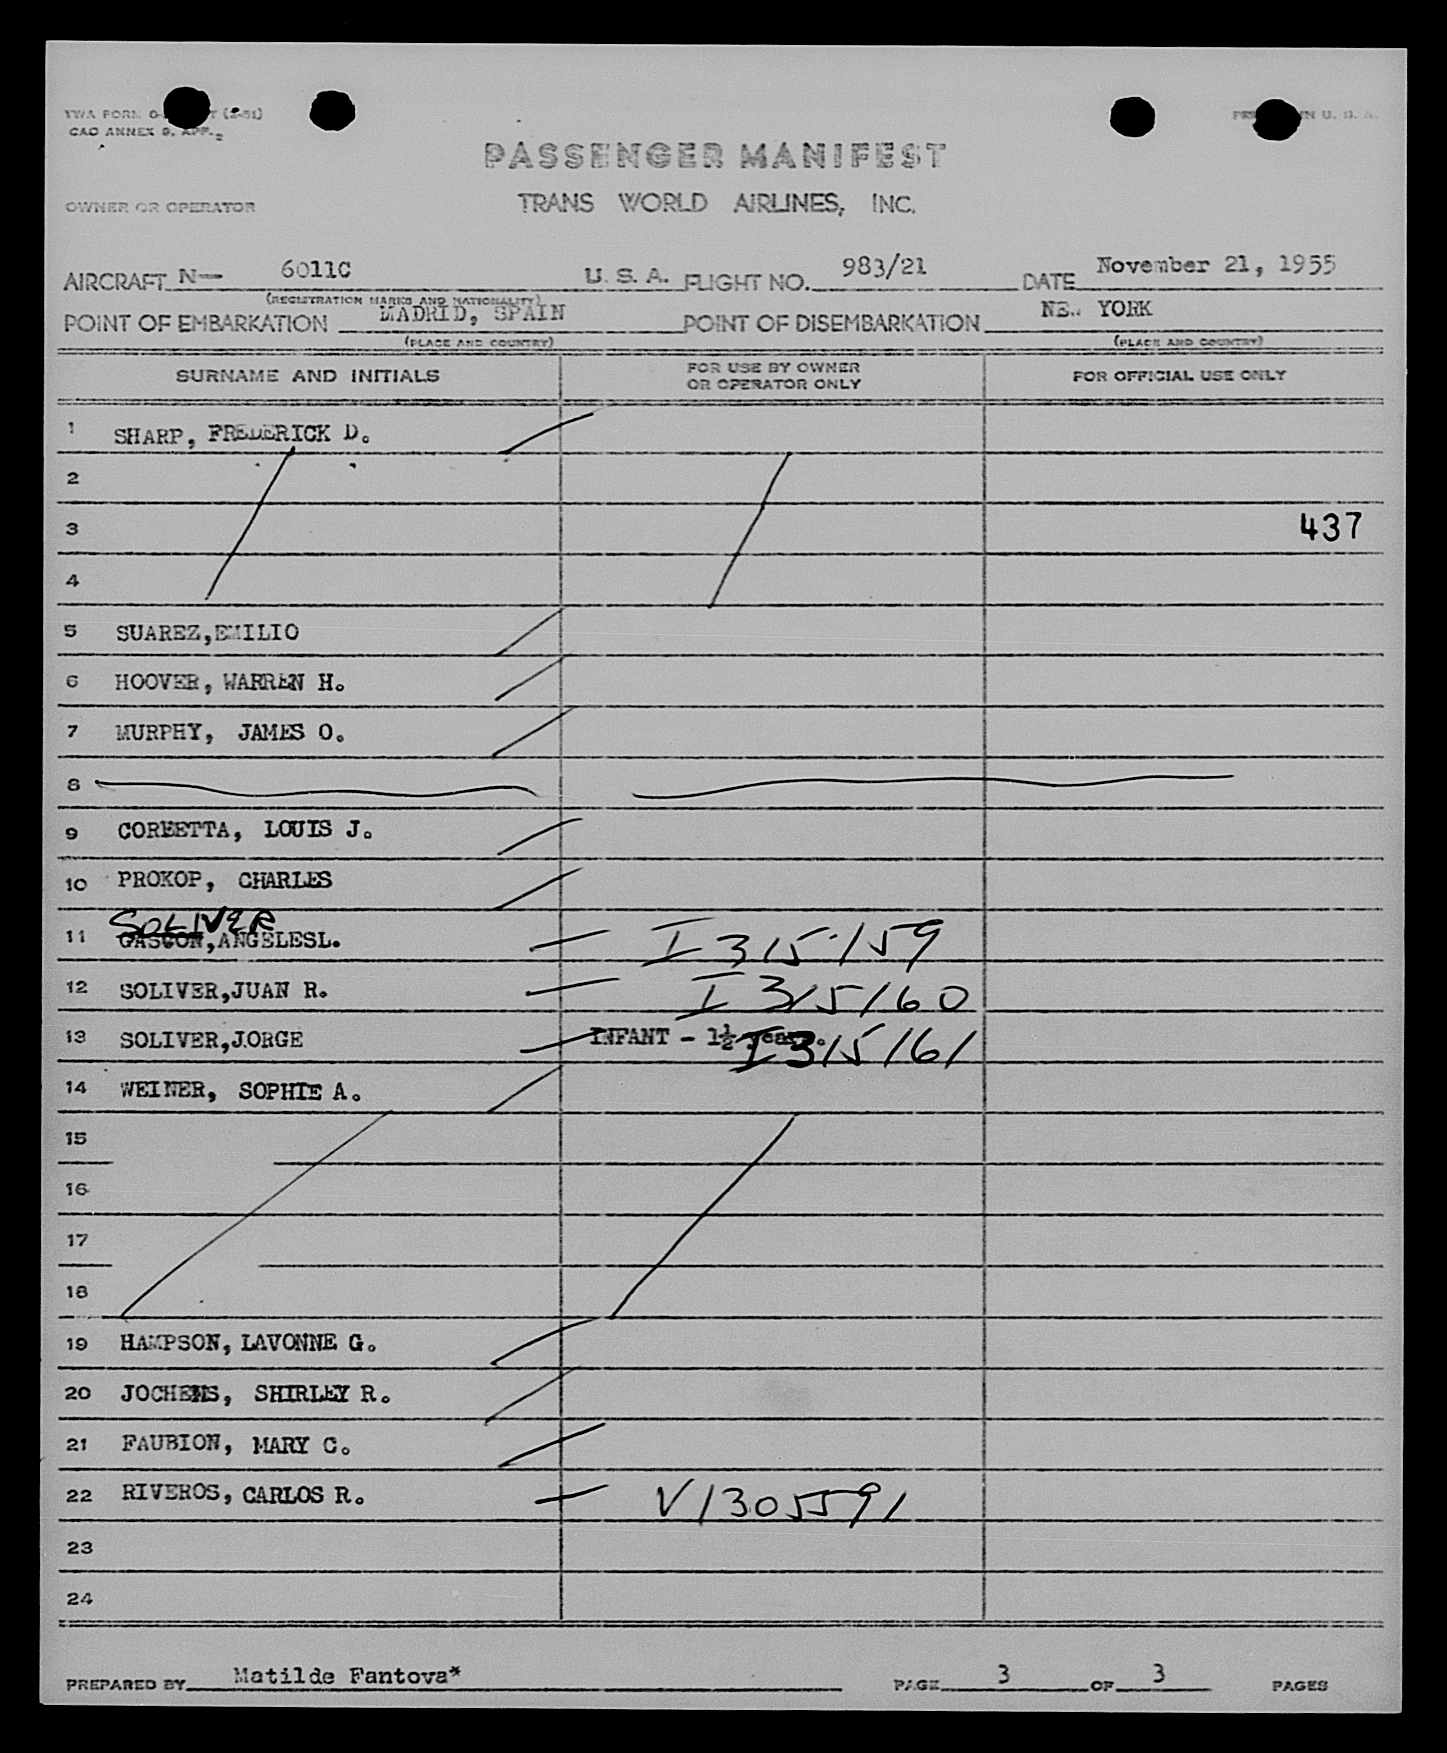 TWA FORM
CAO ANNEX 9, APP. 2
PASSENGER MANIFEST
TRANS WORLD AIRLINES, INC.
OWNER OR OPERATOR
AIRCRAFT N— 6011C U. S. A. FLIGHT NO. 983/21 DATE November 21, 1955
(REGISTRATION MARKS AND NATIONALITY)
POINT OF EMBARKATION MADRID, SPAIN POINT OF DISEMBARKATION YORK
(PLACE AND COUNTRY) (PLACE AND COUNTRY)
SURNAME AND INITIALS FOR USE BY OWNER OR OPERATOR ONLY FOR OFFICIAL USE ONLY
1 SHARP, FREDERICK D.
2
3 437
4
5 SUAREZ,EMILIO
6 HOOVER, WARREN H.
7 MURPHY, JAMES O.
8
9 CORBETTA, LOUIS J.
10 PROKOP, CHARLES
SOLIVER
11 GASCON,ANGELESL. I 315159
12 SOLIVER,JUAN R. I 315160
13 SOLIVER,JORGE INFANT - 1½ years. I 315161
14 WEINER, SOPHIE A.
15
16
17
18
19 HAMPSON, LAVONNE G.
20 JOCHENS, SHIRLEY R.
21 FAUBION, MARY C.
22 RIVEROS, CARLOS R. V1305591
23
24
PREPARED BY Matilde Fantova* PAGE 3 OF 3 PAGES